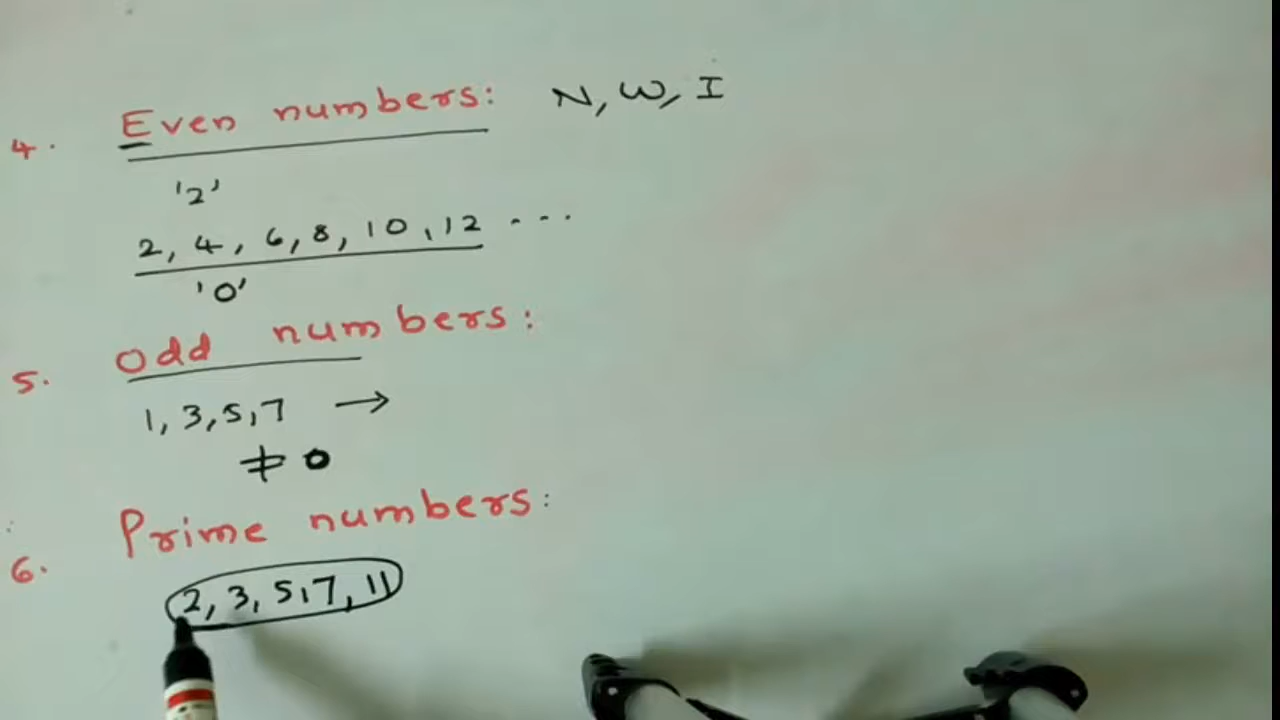 4. Even numbers: N, W, I
'2'
2, 4, 6, 8, 10, 12 ...
'0'
5. Odd numbers:
1, 3, 5, 7 →
≠ 0
6. Prime numbers:
2, 3, 5, 7, 11